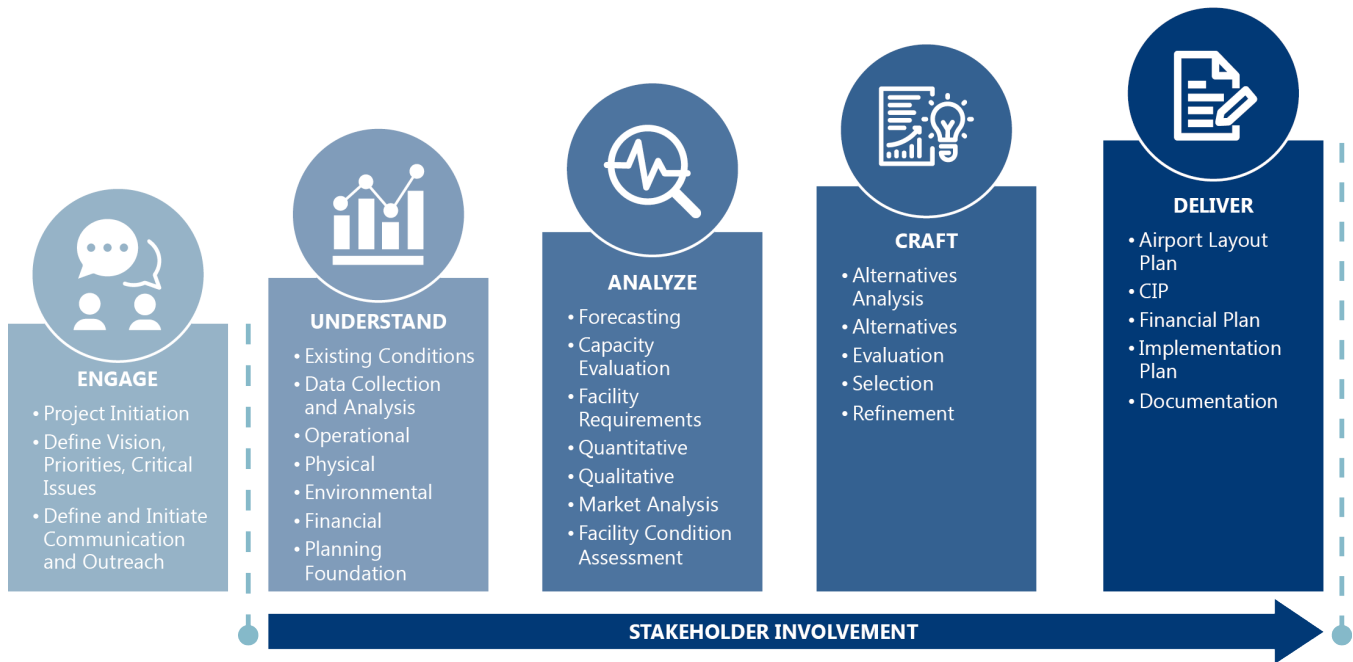 ENGAGE
• Project Initiation
• Define Vision,
Priorities, Critical
Issues
• Define and Initiate
Communication
and Outreach
UNDERSTAND
• Existing Conditions
• Data Collection
and Analysis
• Operational
• Physical
• Environmental
• Financial
• Planning
Foundation
ANALYZE
• Forecasting
• Capacity
Evaluation
• Facility
Requirements
• Quantitative
• Qualitative
• Market Analysis
• Facility Condition
Assessment
CRAFT
• Alternatives
Analysis
• Alternatives
• Evaluation
• Selection
• Refinement
DELIVER
• Airport Layout
Plan
• CIP
• Financial Plan
• Implementation
Plan
• Documentation
STAKEHOLDER INVOLVEMENT